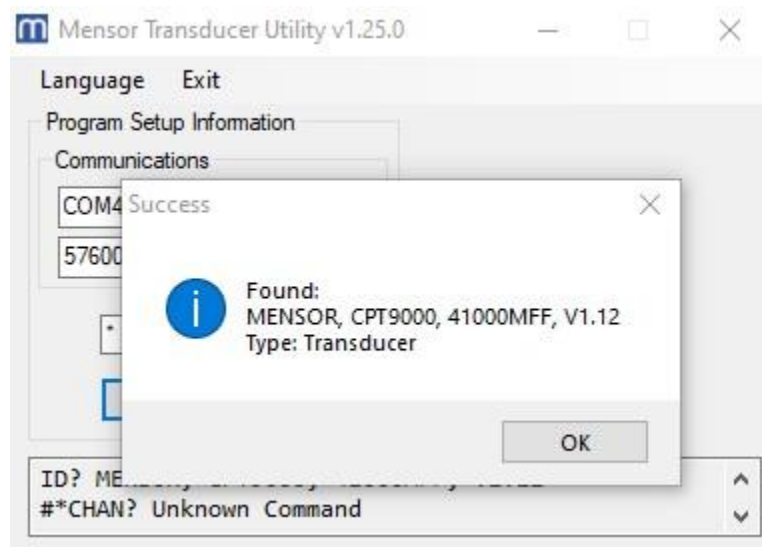 Mensor Transducer Utility v1.25.0
Language Exit
Program Setup Information
Communications
COM4
Success
57600
Found:
MENSOR, CPT9000, 41000MFF, V1.12
Type: Transducer
*
OK
ID?
#*CHAN? Unknown Command